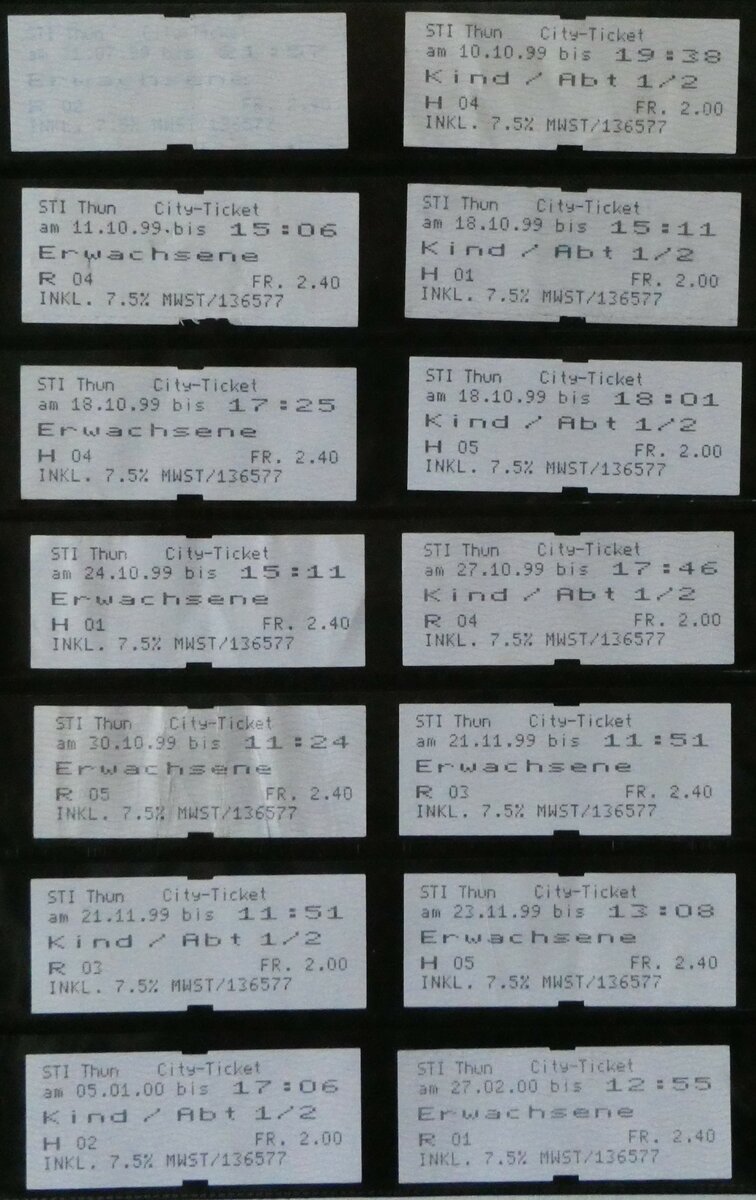 STI Thun City-Ticket
bis
Erwachsene
R 02 FR. 2.40
INKL. 7.5% MWST/136577
STI Thun City-Ticket
am 10.10.99 bis 19:38
Kind / Abt 1/2
H 04 FR. 2.00
INKL. 7.5% MWST/136577
STI Thun City-Ticket
am 11.10.99 bis 15:06
Erwachsene
R 04 FR. 2.40
INKL. 7.5% MWST/136577
STI Thun City-Ticket
am 18.10.99 bis 15:11
Kind / Abt 1/2
H 01 FR. 2.00
INKL. 7.5% MWST/136577
STI Thun City-Ticket
am 18.10.99 bis 17:25
Erwachsene
H 04 FR. 2.40
INKL. 7.5% MWST/136577
STI Thun City-Ticket
am 18.10.99 bis 18:01
Kind / Abt 1/2
H 05 FR. 2.00
INKL. 7.5% MWST/136577
STI Thun City-Ticket
am 24.10.99 bis 15:11
Erwachsene
H 01 FR. 2.40
INKL. 7.5% MWST/136577
STI Thun City-Ticket
am 27.10.99 bis 17:46
Kind / Abt 1/2
R 04 FR. 2.00
INKL. 7.5% MWST/136577
STI Thun City-Ticket
am 30.10.99 bis 11:24
Erwachsene
R 05 FR. 2.40
INKL. 7.5% MWST/136577
STI Thun City-Ticket
am 21.11.99 bis 11:51
Erwachsene
R 03 FR. 2.40
INKL. 7.5% MWST/136577
STI Thun City-Ticket
am 21.11.99 bis 11:51
Kind / Abt 1/2
R 03 FR. 2.00
INKL. 7.5% MWST/136577
STI Thun City-Ticket
am 23.11.99 bis 13:08
Erwachsene
H 05 FR. 2.40
INKL. 7.5% MWST/136577
STI Thun City-Ticket
am 05.01.00 bis 17:06
Kind / Abt 1/2
H 02 FR. 2.00
INKL. 7.5% MWST/136577
STI Thun City-Ticket
am 27.02.00 bis 12:55
Erwachsene
R 01 FR. 2.40
INKL. 7.5% MWST/136577